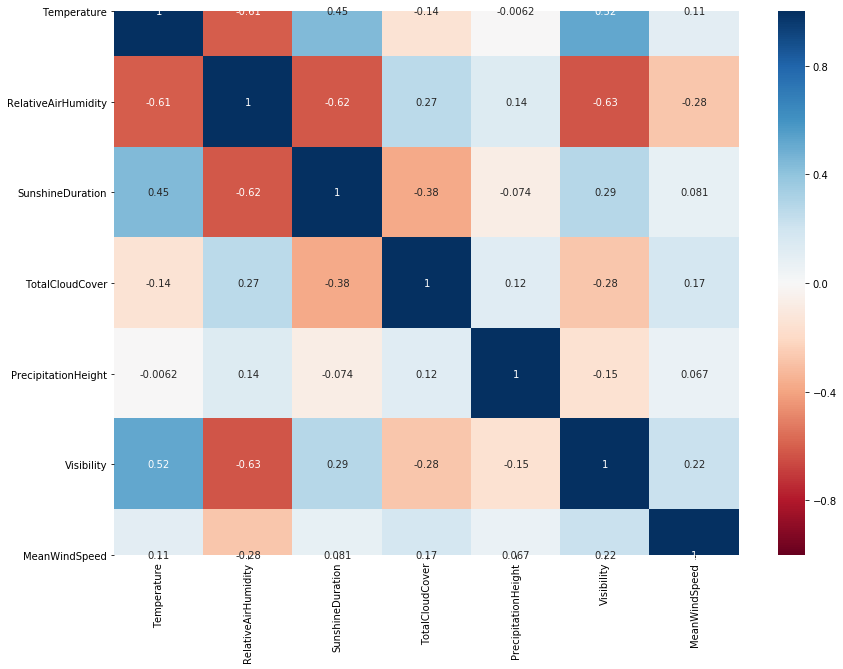 Temperature 1 -0.61 0.45 -0.14 -0.0062 0.52 0.11
RelativeAirHumidity -0.61 1 -0.62 0.27 0.14 -0.63 -0.28
SunshineDuration 0.45 -0.62 1 -0.38 -0.074 0.29 0.081
TotalCloudCover -0.14 0.27 -0.38 1 0.12 -0.28 0.17
PrecipitationHeight -0.0062 0.14 -0.074 0.12 1 -0.15 0.067
Visibility 0.52 -0.63 0.29 -0.28 -0.15 1 0.22
MeanWindSpeed 0.11 -0.28 0.081 0.17 0.067 0.22 1
Temperature
RelativeAirHumidity
SunshineDuration
TotalCloudCover
PrecipitationHeight
Visibility
MeanWindSpeed
0.8
0.4
0.0
−0.4
−0.8